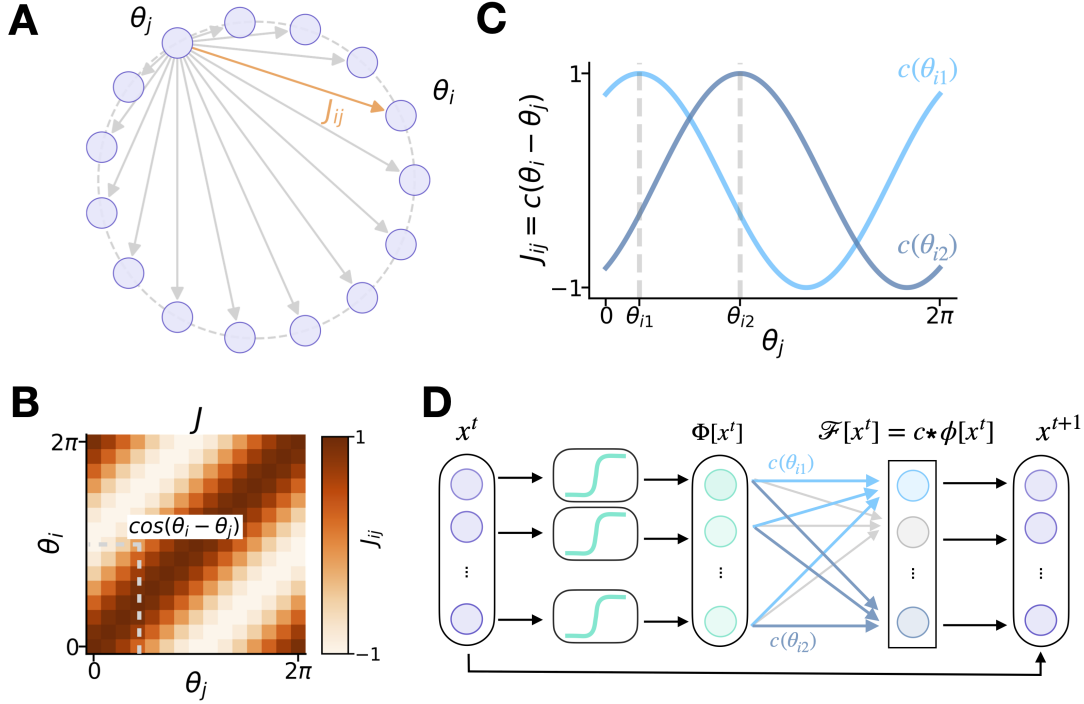 A
θj
θi
Jij
C
Jij = c(θi − θj)
1
−1
c(θi1)
c(θi2)
0
θi1
θi2
2π
θj
B
J
2π
θi
0
cos(θi − θj)
0
2π
θj
1
Jij
−1
D
x^t
Φ[x^t]
ℱ[x^t] = c⋆ϕ[x^t]
x^t+1
c(θi1)
...
...
...
...
c(θi2)